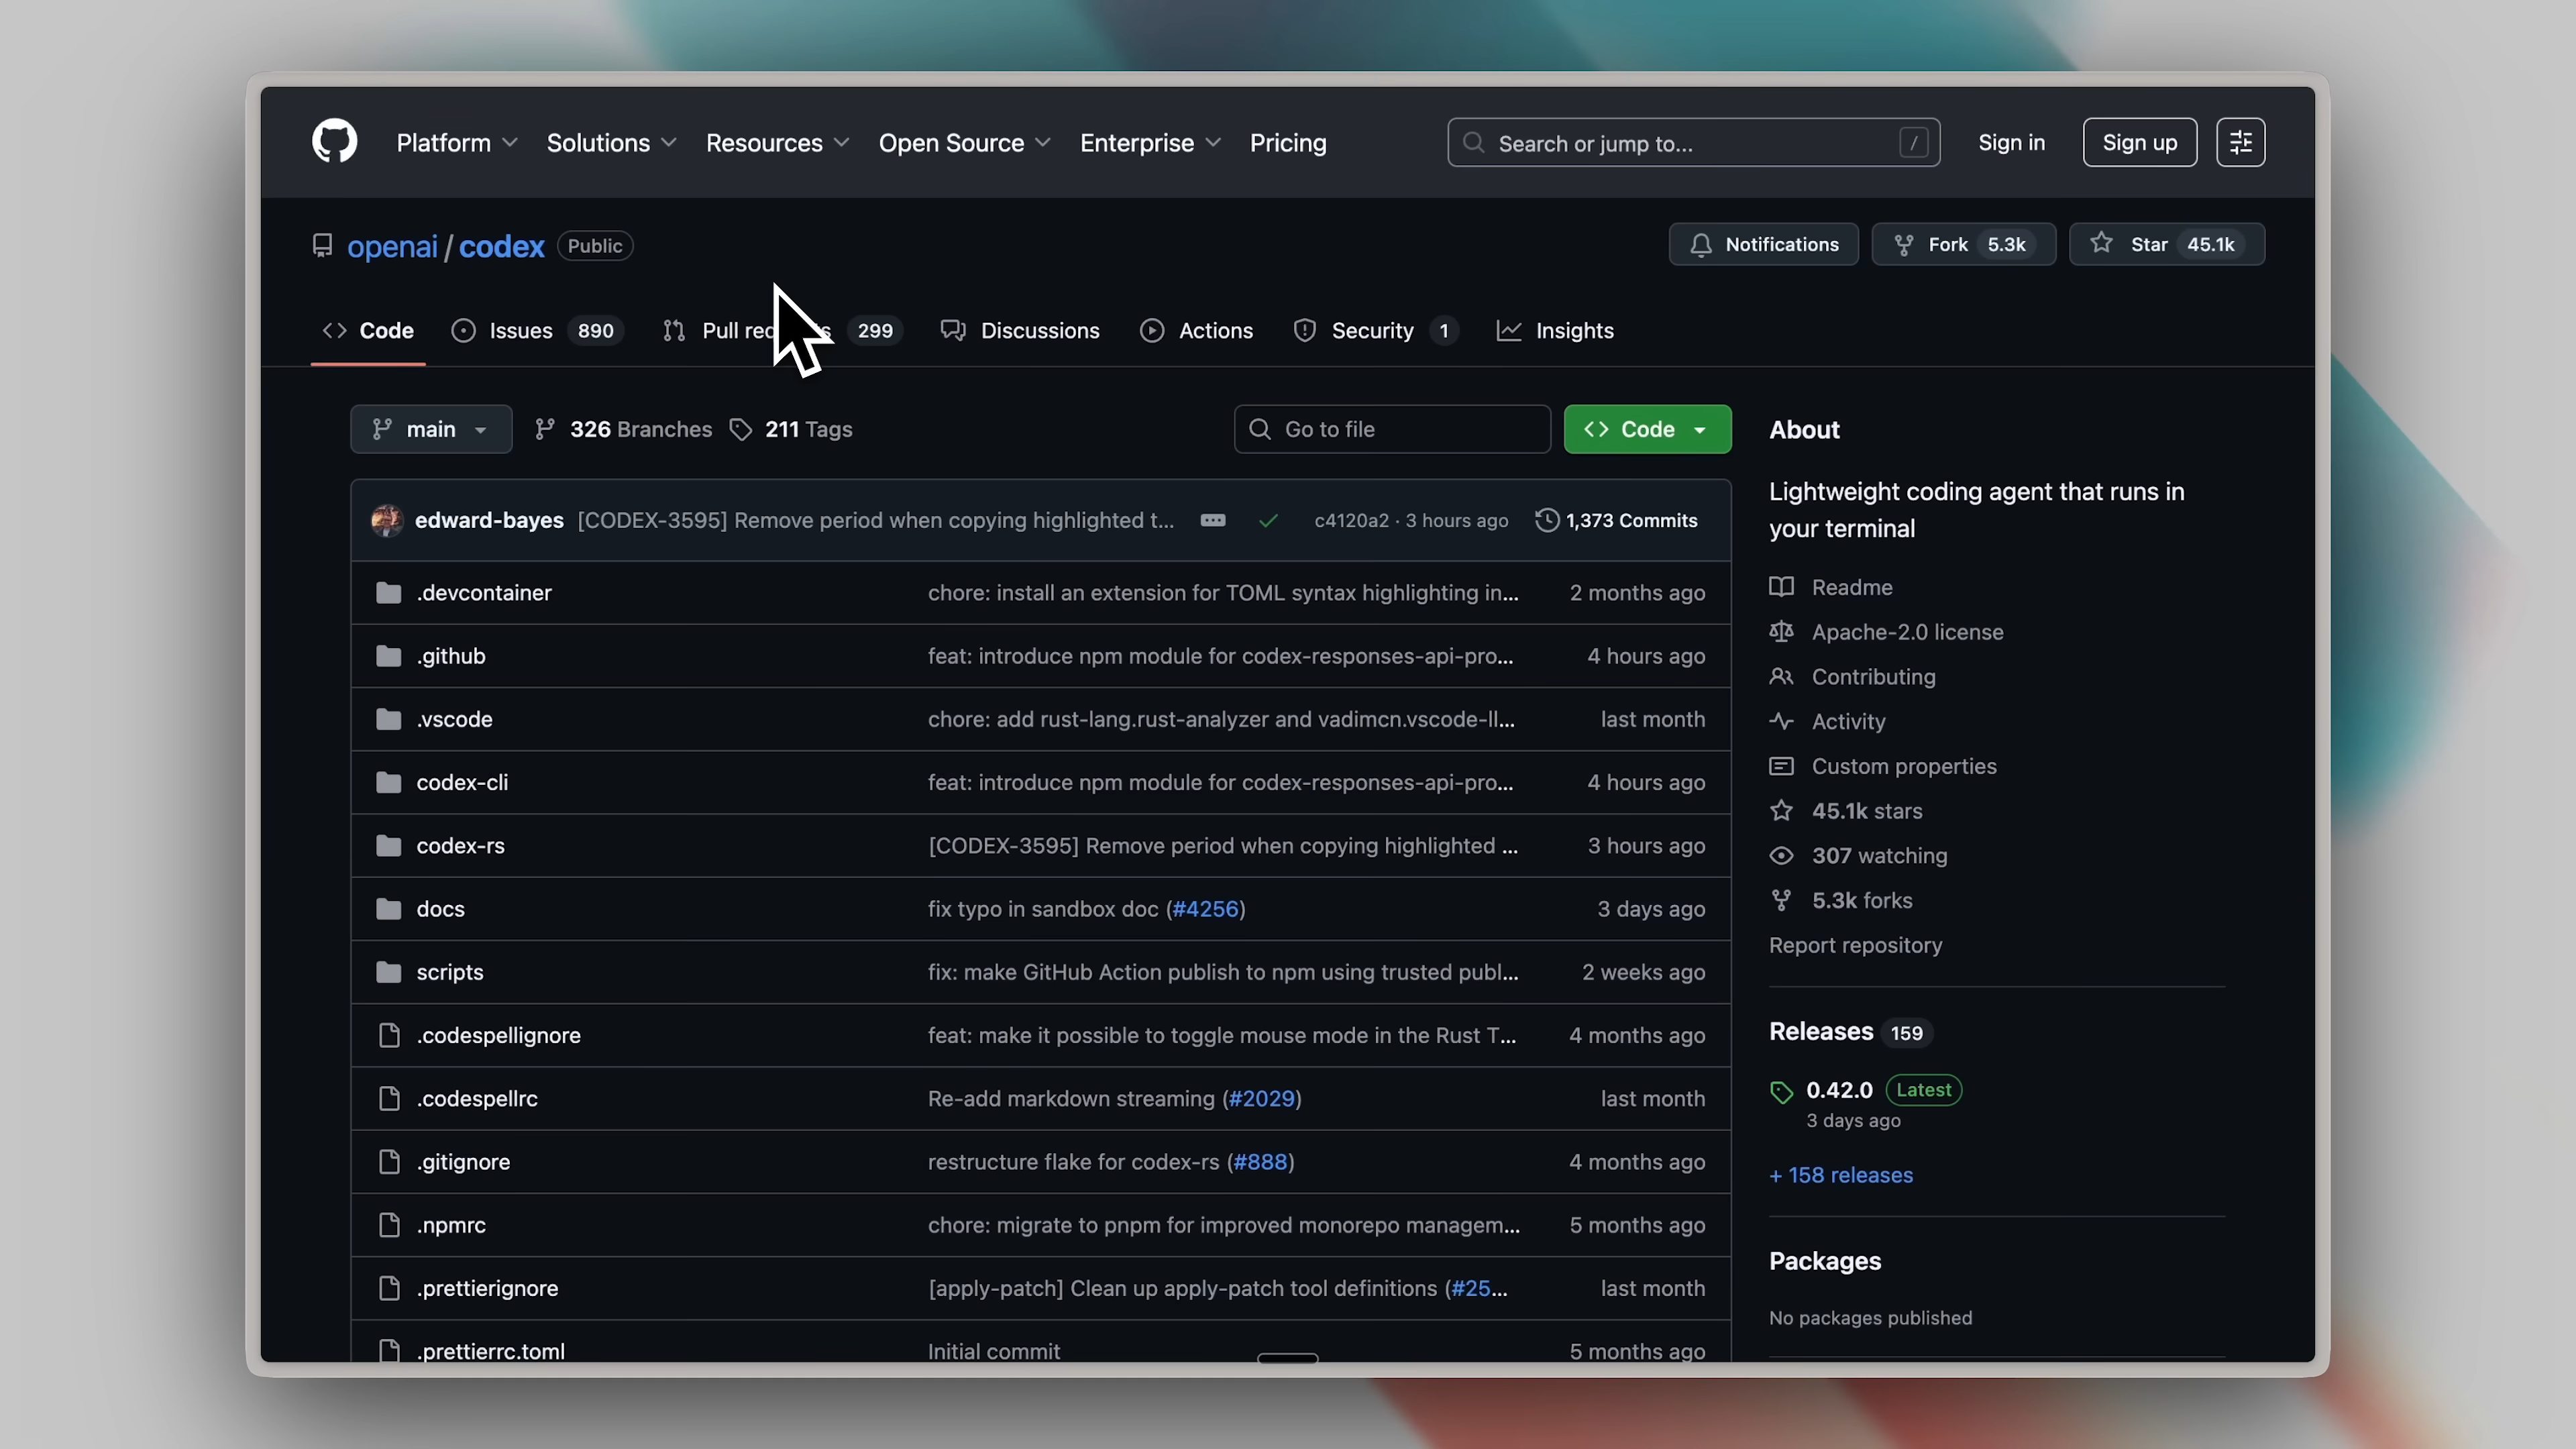 Platform Solutions Resources Open Source Enterprise Pricing Search or jump to... / Sign in Sign up
openai / codex Public Notifications Fork 5.3k Star 45.1k
Code Issues 890 Pull 299 Discussions Actions Security 1 Insights
main 326 Branches 211 Tags Go to file Code
edward-bayes [CODEX-3595] Remove period when copying highlighted t... c4120a2 · 3 hours ago 1,373 Commits
.devcontainer chore: install an extension for TOML syntax highlighting in... 2 months ago
.github feat: introduce npm module for codex-responses-api-pro... 4 hours ago
.vscode chore: add rust-lang.rust-analyzer and vadimcn.vscode-ll... last month
codex-cli feat: introduce npm module for codex-responses-api-pro... 4 hours ago
codex-rs [CODEX-3595] Remove period when copying highlighted ... 3 hours ago
docs fix typo in sandbox doc (#4256) 3 days ago
scripts fix: make GitHub Action publish to npm using trusted publ... 2 weeks ago
.codespellignore feat: make it possible to toggle mouse mode in the Rust T... 4 months ago
.codespellrc Re-add markdown streaming (#2029) last month
.gitignore restructure flake for codex-rs (#888) 4 months ago
.npmrc chore: migrate to pnpm for improved monorepo managem... 5 months ago
.prettierignore [apply-patch] Clean up apply-patch tool definitions (#25... last month
.prettierrc.toml Initial commit 5 months ago
About
Lightweight coding agent that runs in
your terminal
Readme
Apache-2.0 license
Contributing
Activity
Custom properties
45.1k stars
307 watching
5.3k forks
Report repository
Releases 159
0.42.0 Latest
3 days ago
+ 158 releases
Packages
No packages published